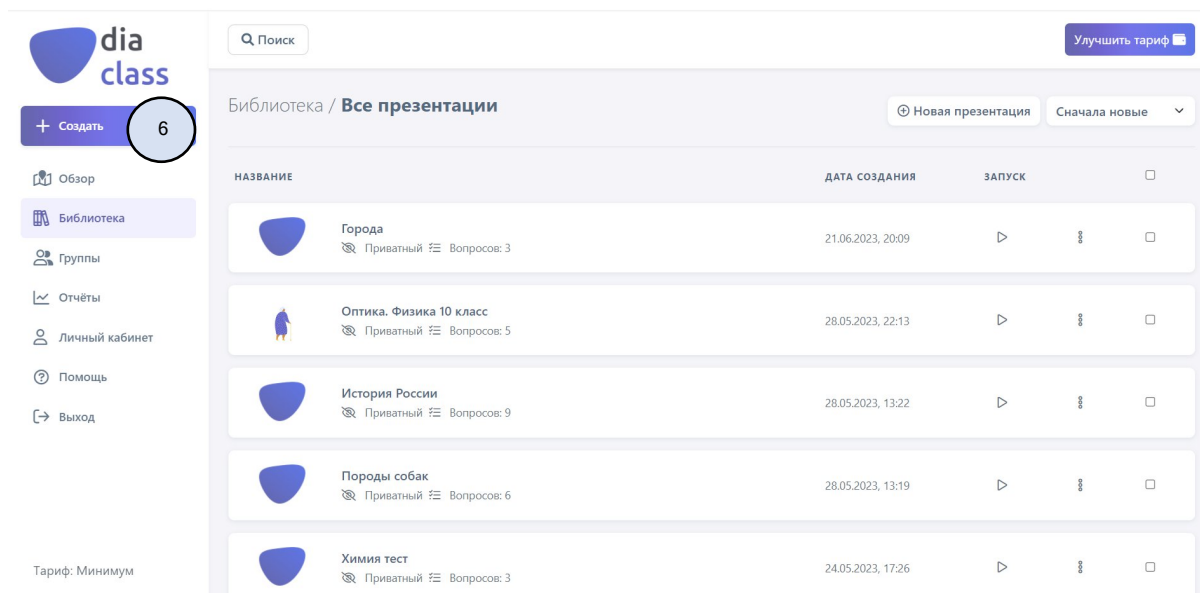 dia
class
Поиск
Улучшить тариф
Создать
6
Библиотека / Все презентации
Новая презентация
Сначала новые
Обзор
Библиотека
Группы
Отчёты
Личный кабинет
Помощь
Выход
Тариф: Минимум
НАЗВАНИЕ ДАТА СОЗДАНИЯ ЗАПУСК
Города
Приватный Вопросов: 3
21.06.2023, 20:09
Оптика. Физика 10 класс
Приватный Вопросов: 5
28.05.2023, 22:13
История России
Приватный Вопросов: 9
28.05.2023, 13:22
Породы собак
Приватный Вопросов: 6
28.05.2023, 13:19
Химия тест
Приватный Вопросов: 3
24.05.2023, 17:26